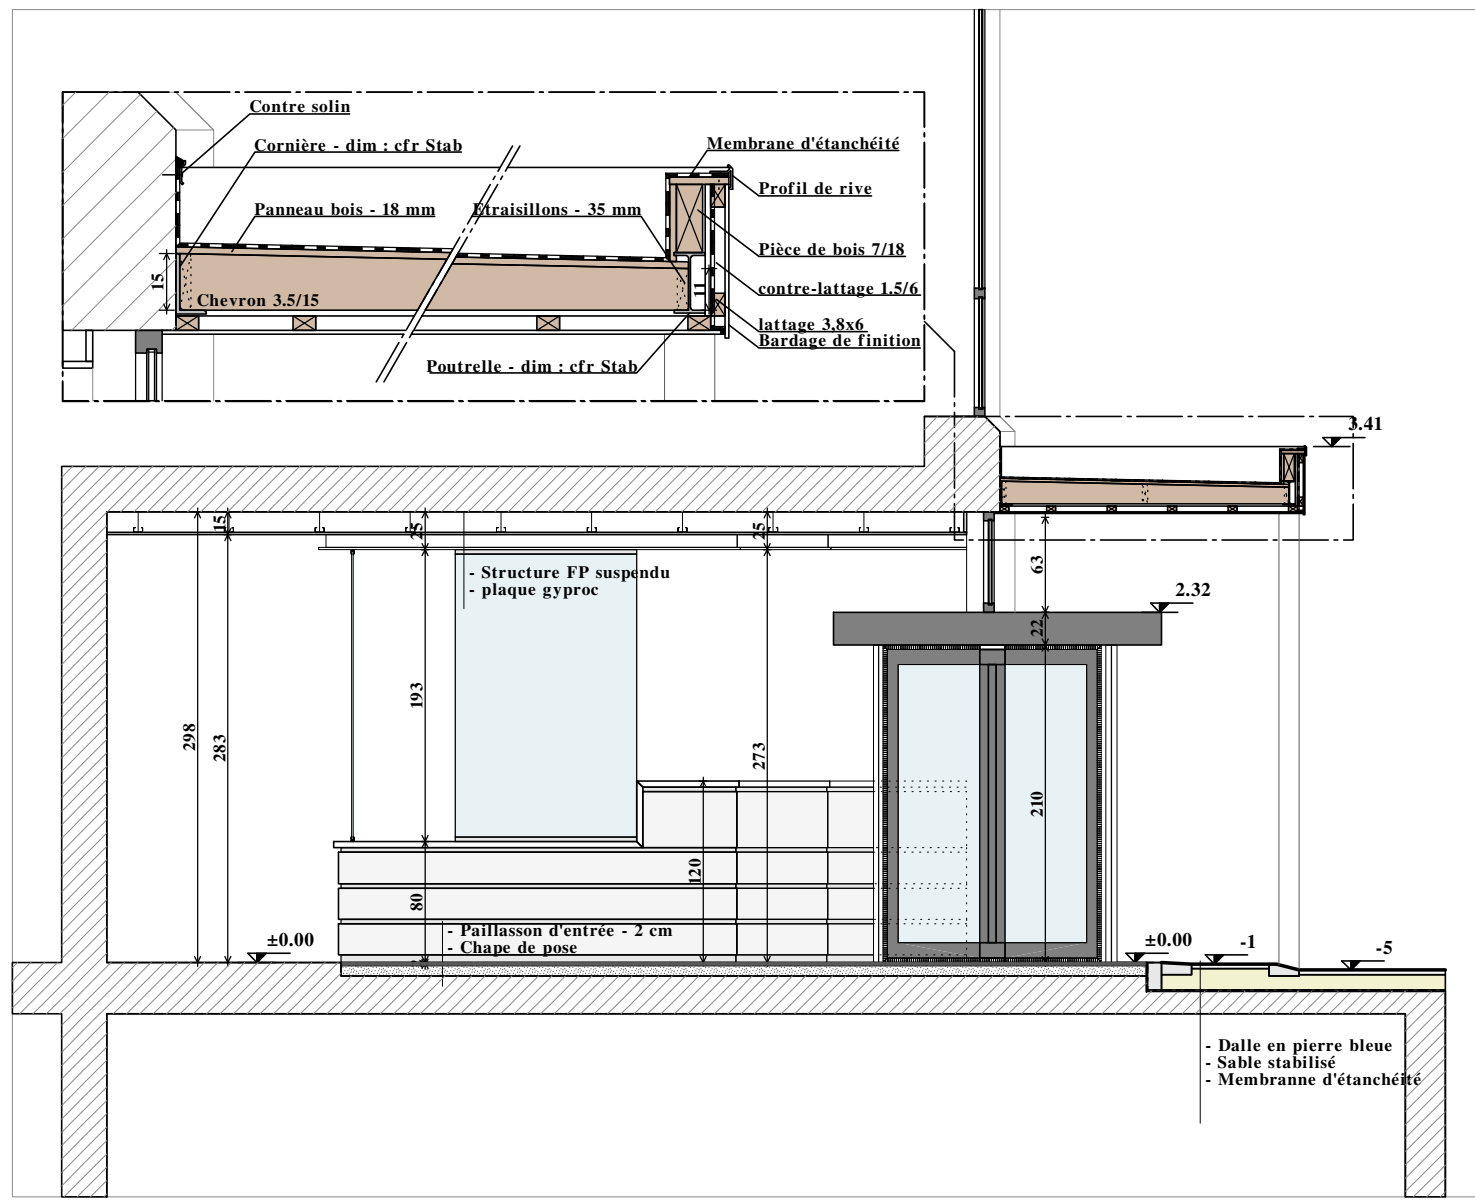 Contre solin
Cornière - dim : cfr Stab
Membrane d'étanchéité
Profil de rive
Panneau bois - 18 mm
Etraisillons - 35 mm
Pièce de bois 7/18
15
11
Chevron 3.5/15
contre-lattage 1.5/6
lattage 3,8x6
Bardage de finition
Poutrelle - dim : cfr Stab
3.41
15
25
25
- Structure FP suspendu
- plaque gyproc
63
2.32
22
193
298
283
273
210
120
80
- Paillasson d'entrée - 2 cm
- Chape de pose
±0.00
±0.00
-1
-5
2
- Dalle en pierre bleue
- Sable stabilisé
- Membranne d'étanchéité